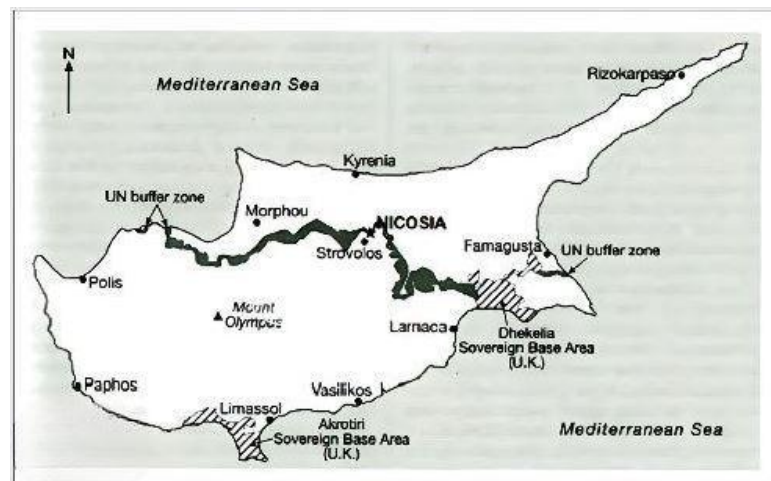 N
Mediterranean Sea
Rizokarpaso
Kyrenia
UN buffer zone
Morphou
NICOSIA
Strovolos
Famagusta
UN buffer zone
Polis
Mount
Olympus
Larnaca
Dhekelia
Sovereign Base Area
(U.K.)
Paphos
Vasilikos
Limassol
Akrotiri
Sovereign Base Area
(U.K.)
Mediterranean Sea